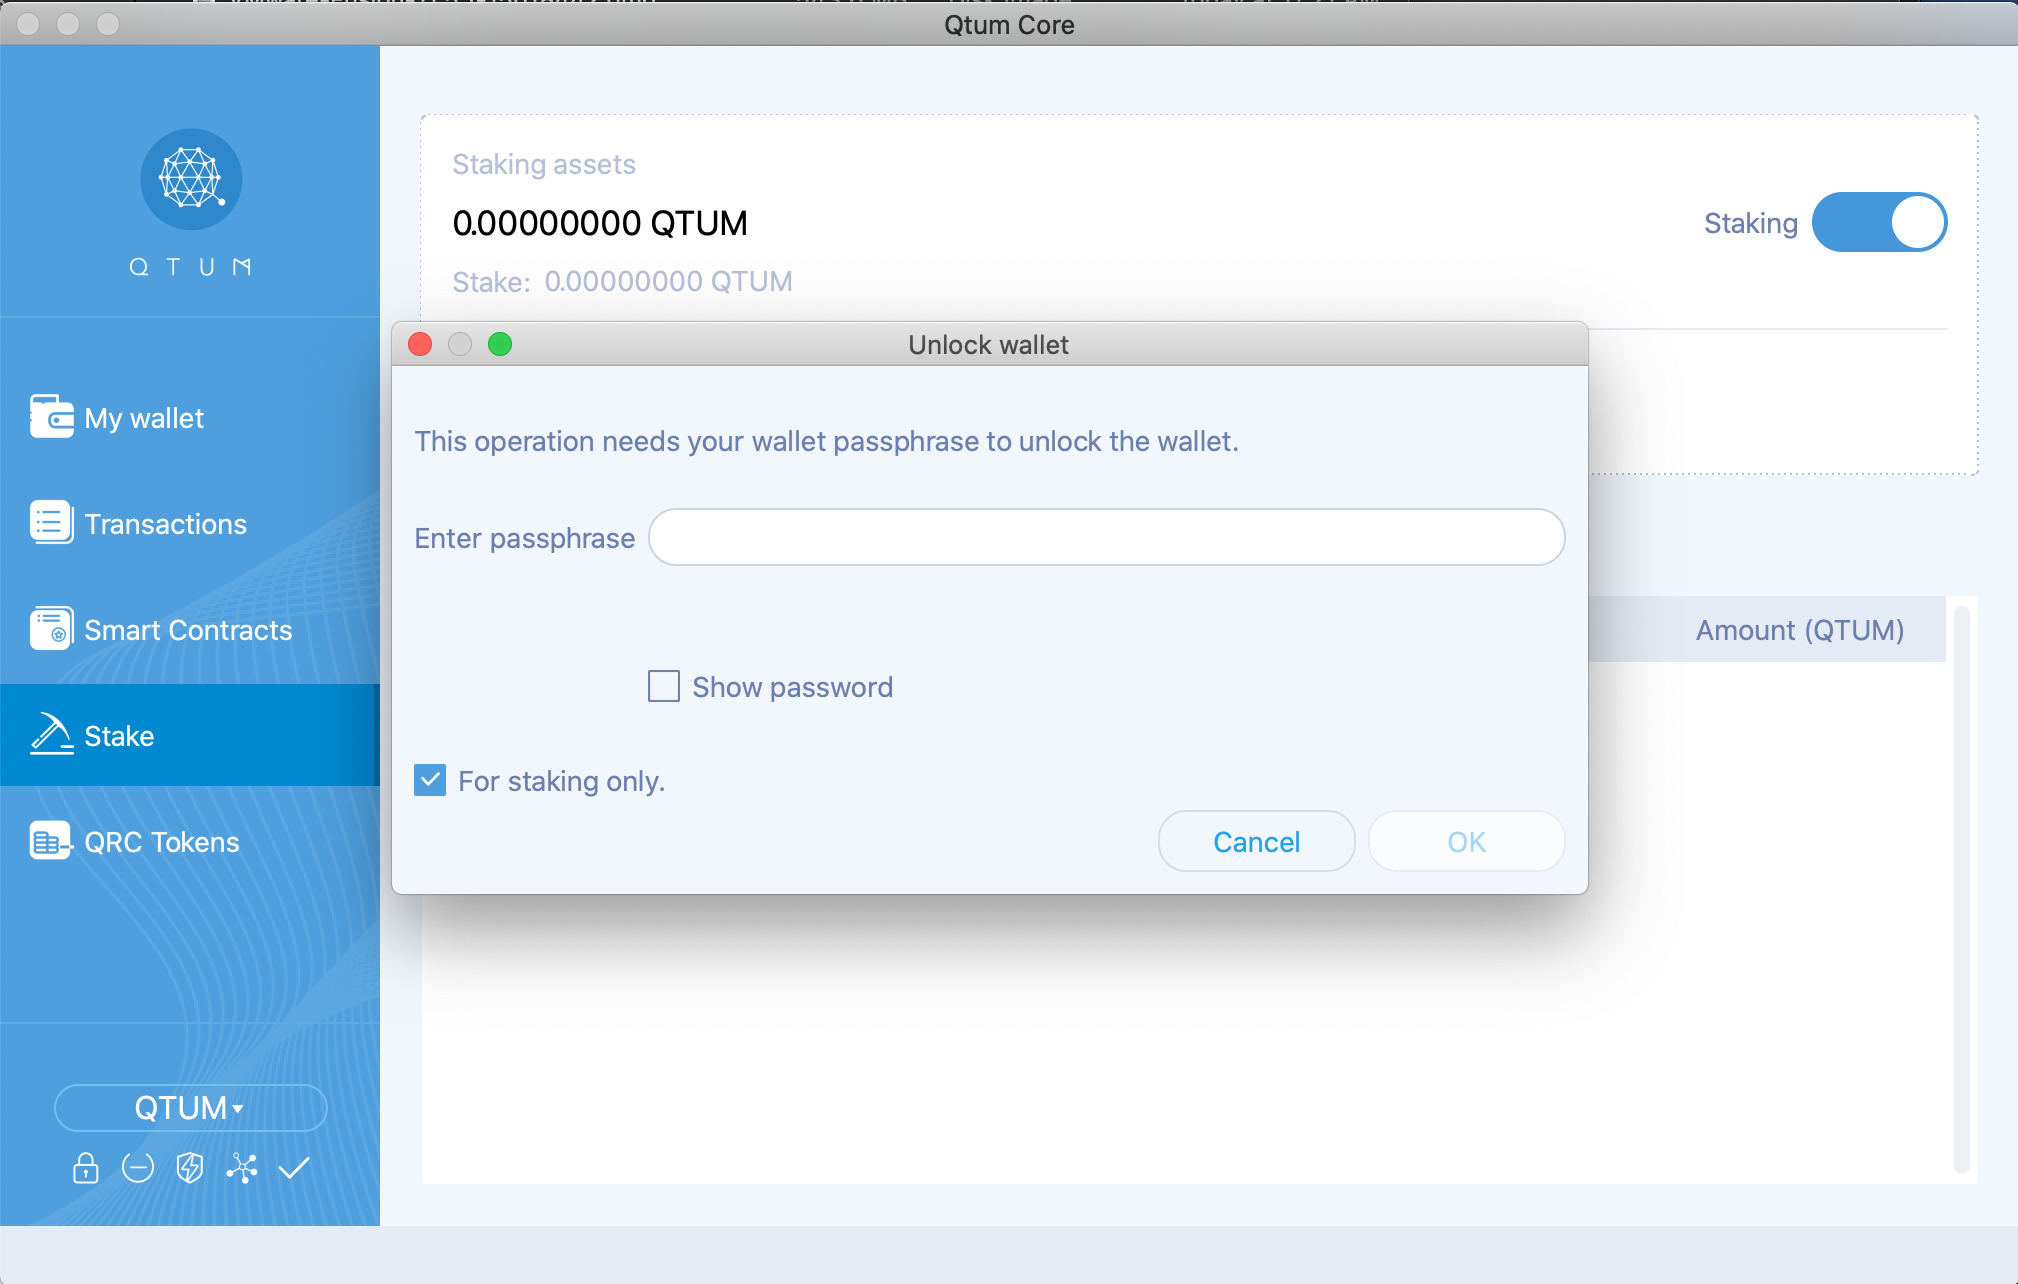 Qtum Core
QTUM
My wallet
Transactions
Smart Contracts
Stake
QRC Tokens
QTUM
Staking assets
0.00000000 QTUM
Stake: 0.00000000 QTUM
Staking
Unlock wallet
This operation needs your wallet passphrase to unlock the wallet.
Enter passphrase
Show password
For staking only.
Cancel
OK
Amount (QTUM)